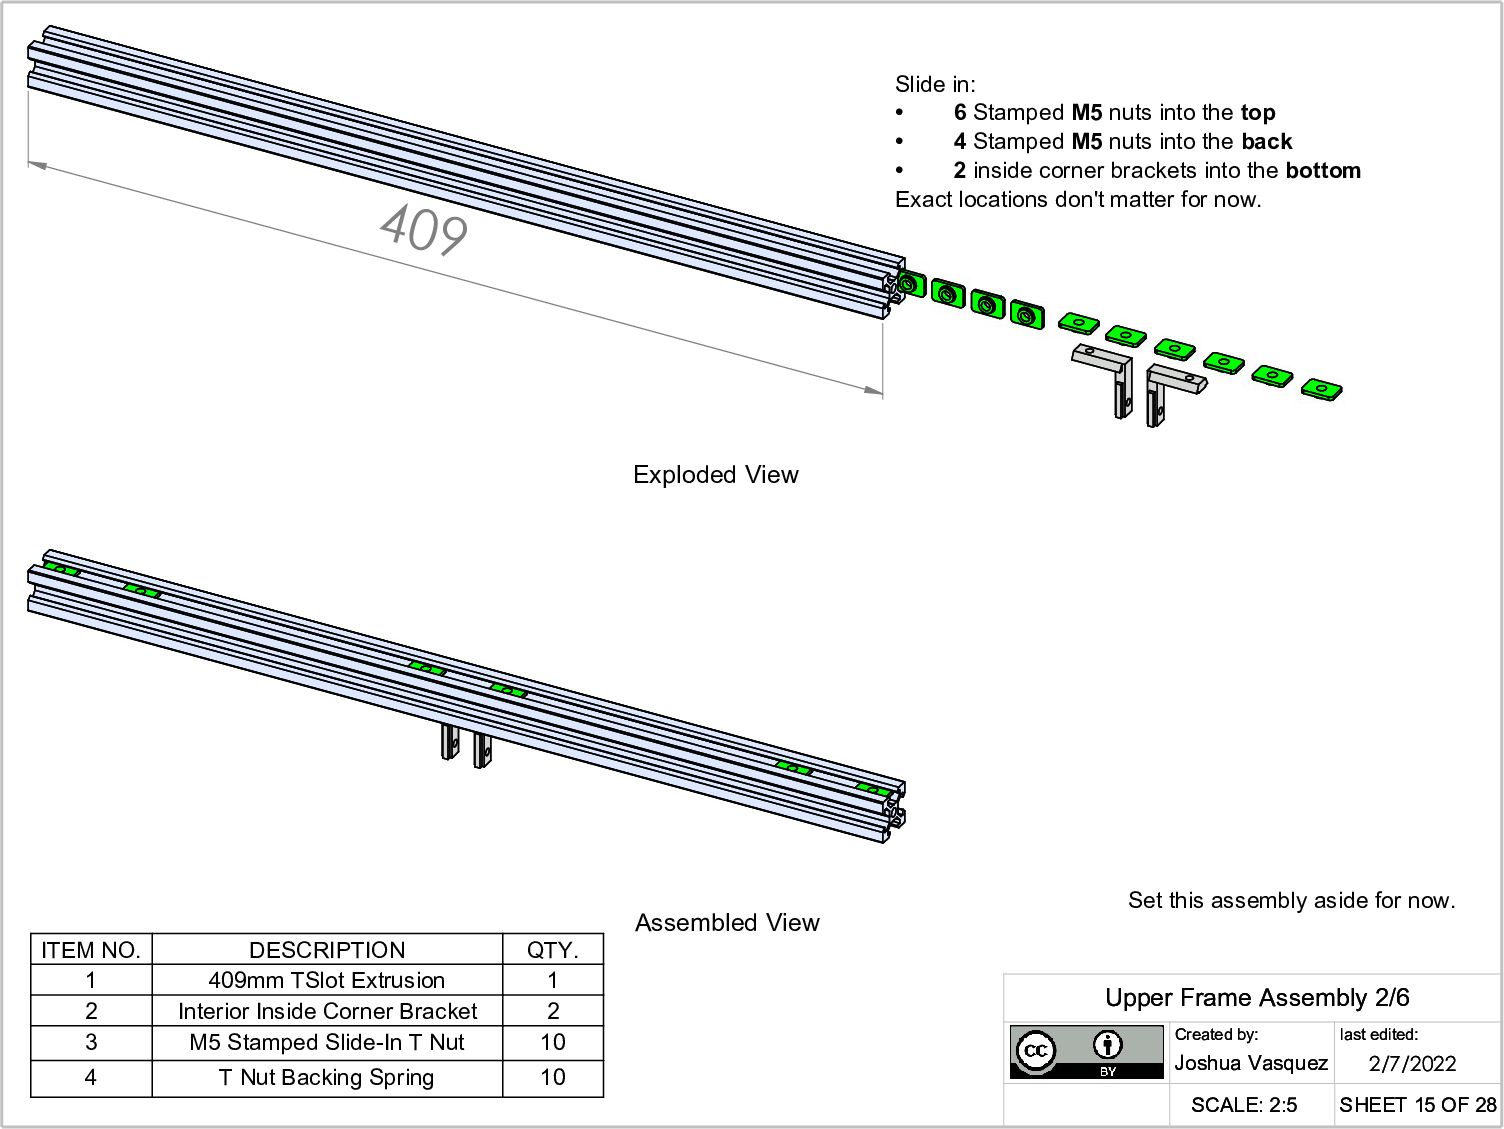 Slide in:
• 6 Stamped M5 nuts into the top
• 4 Stamped M5 nuts into the back
• 2 inside corner brackets into the bottom
Exact locations don't matter for now.
409
Exploded View
Assembled View
Set this assembly aside for now.
ITEM NO. DESCRIPTION QTY.
1 409mm TSlot Extrusion 1
2 Interior Inside Corner Bracket 2
3 M5 Stamped Slide-In T Nut 10
4 T Nut Backing Spring 10
Upper Frame Assembly 2/6
cc BY
Created by:
Joshua Vasquez
last edited:
2/7/2022
SCALE: 2:5
SHEET 15 OF 28